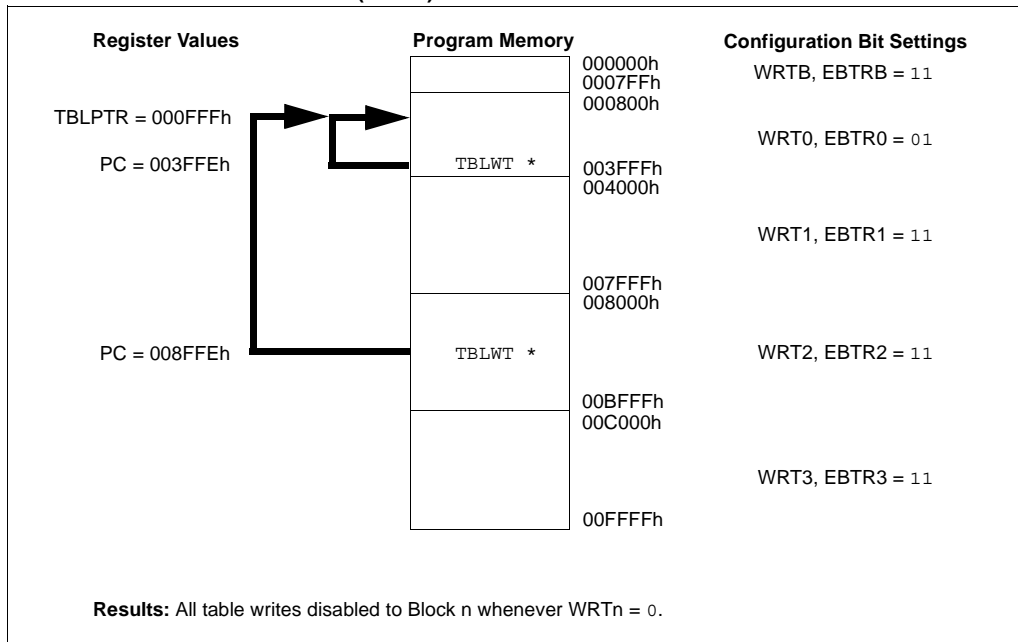 Register Values Program Memory Configuration Bit Settings
000000h
WRTB, EBTRB = 11
0007FFh
000800h
TBLPTR = 000FFFh
WRT0, EBTR0 = 01
PC = 003FFEh TBLWT * 003FFFh
004000h
WRT1, EBTR1 = 11
007FFFh
008000h
PC = 008FFEh TBLWT * WRT2, EBTR2 = 11
00BFFFh
00C000h
WRT3, EBTR3 = 11
00FFFFh
Results: All table writes disabled to Block n whenever WRTn = 0.